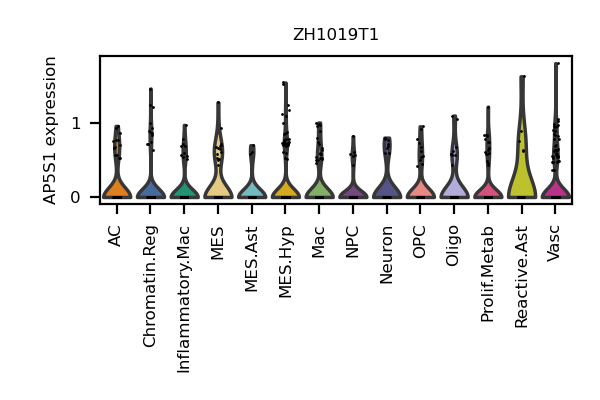 ZH1019T1
AP5S1 expression
1
0
AC
Chromatin.Reg
Inflammatory.Mac
MES
MES.Ast
MES.Hyp
Mac
NPC
Neuron
OPC
Oligo
Prolif.Metab
Reactive.Ast
Vasc